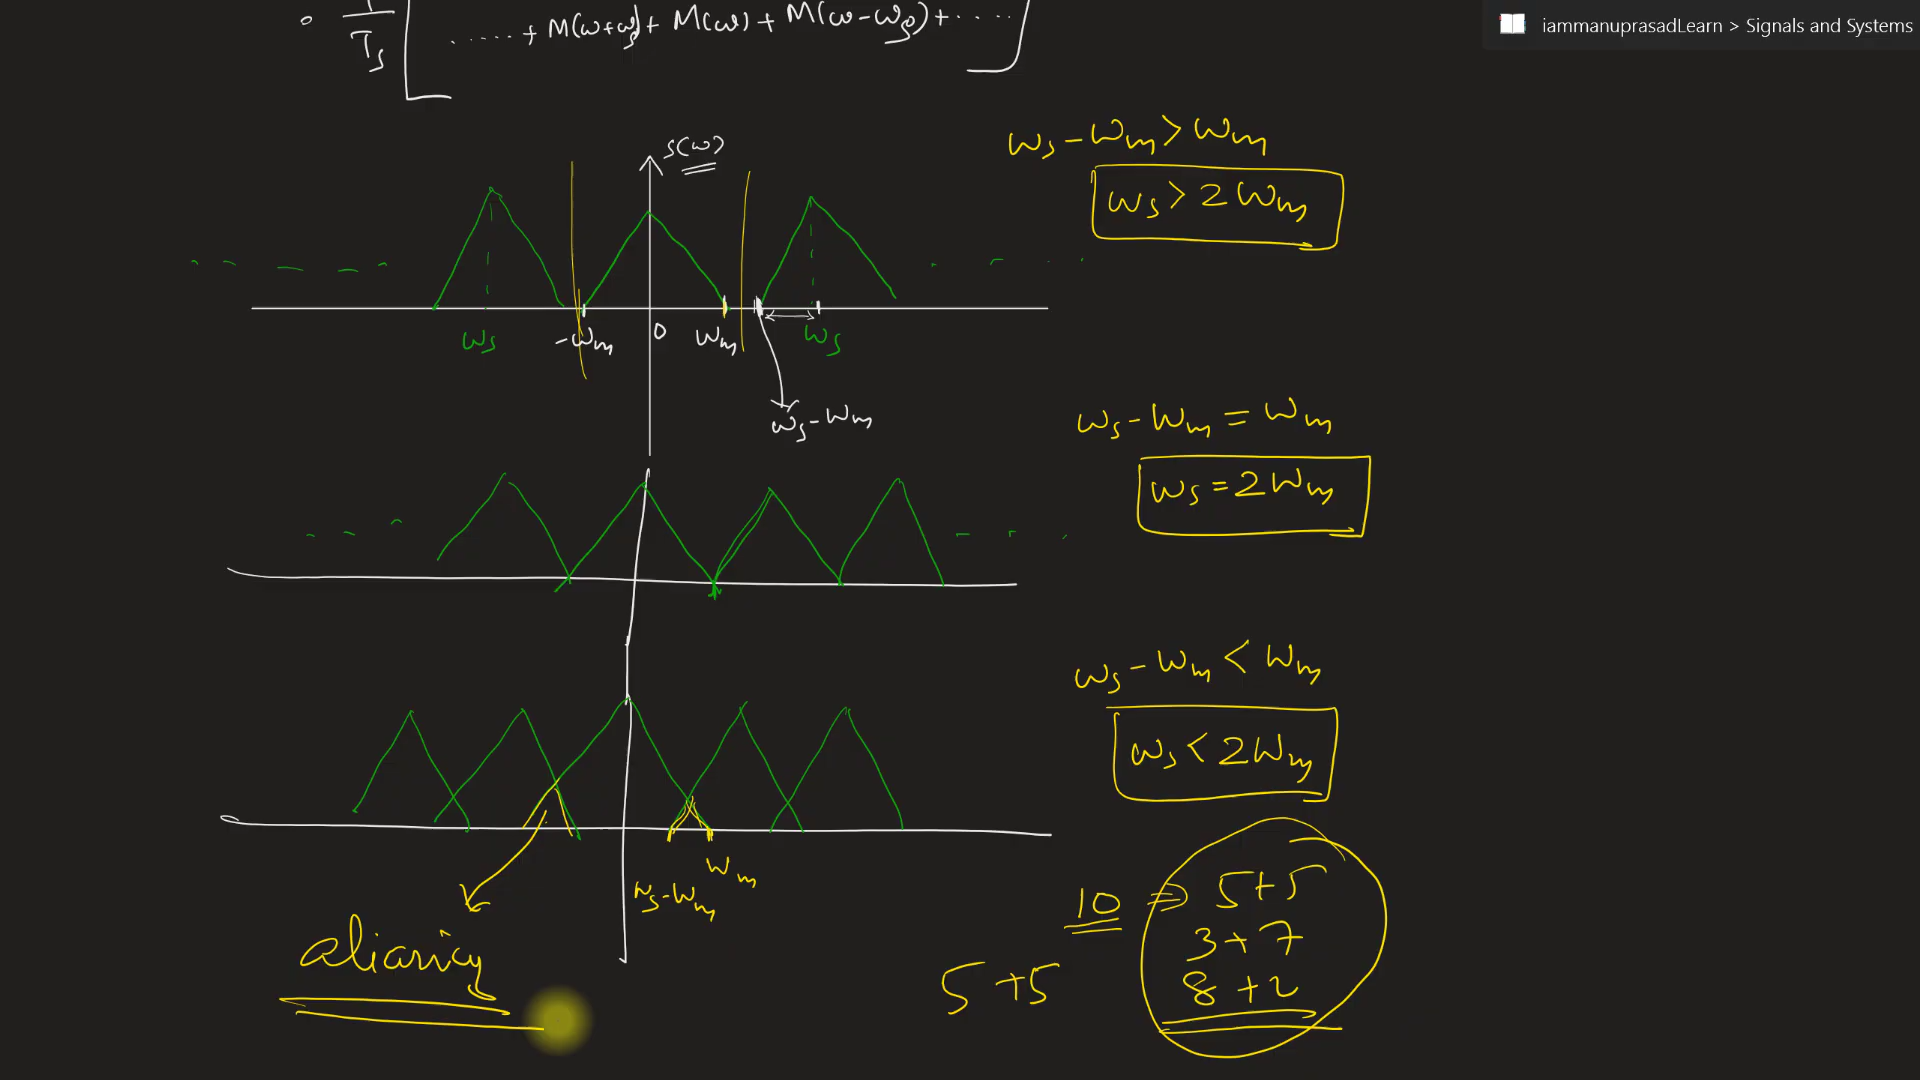 iammanuprasadLearn > Signals and Systems
1/Ts [ ..... + M(ω+ωs) + M(ω) + M(ω-ωs) + ..... ]
S(ω)
ωs -ωm 0 ωm ωs
ωs-ωm
ωs-ωm > ωm
ωs > 2ωm
ωs-ωm = ωm
ωs = 2ωm
ωs-ωm < ωm
ωs < 2ωm
ωm
ωs-ωm
aliasing
10 ⇒ 5+5
3+7
8+2
5+5